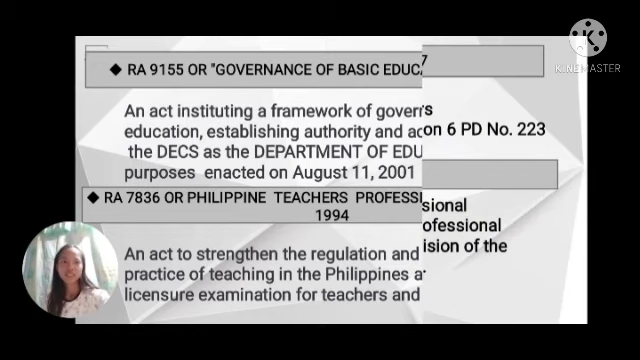 7
◆ RA 9155 OR "GOVERNANCE OF BASIC EDUC
KINEMASTER
An act instituting a framework of govern
rs
education, establishing authority and ac
on 6 PD No. 223
the DECS as the DEPARTMENT OF EDU
purposes enacted on August 11, 2001
◆ RA 7836 OR PHILIPPINE TEACHERS PROFESSI
1994
sional
ofessional
ision of the
An act to strengthen the regulation and
practice of teaching in the Philippines a
licensure examination for teachers and